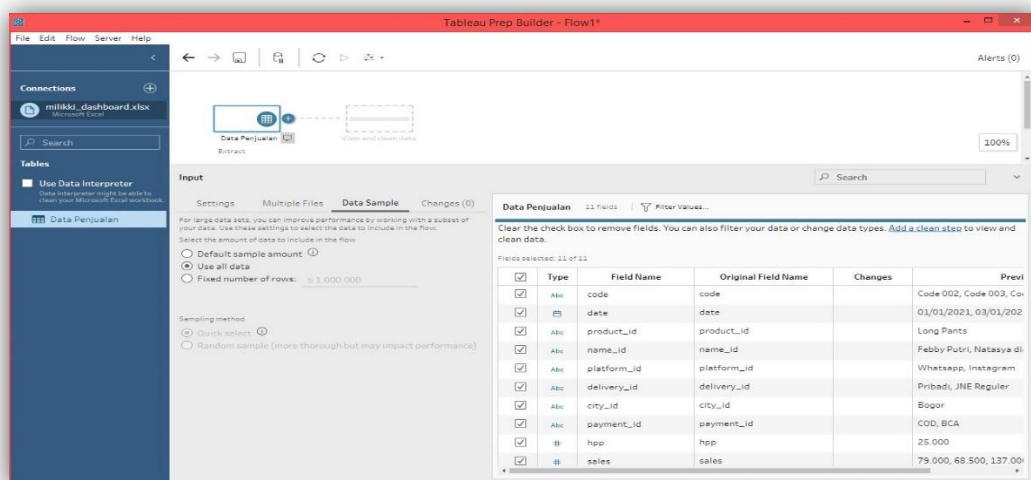 Tableau Prep Builder - Flow1*
File Edit Flow Server Help
Alerts (0)
Connections
milikki_dashboard.xlsx
Microsoft Excel
Search
Tables
Use Data Interpreter
Data Interpreter might be able to
clean your Microsoft Excel workbook.
Data Penjualan
Data Penjualan
Extract
View and clean data
100%
Input
Search
Settings Multiple Files Data Sample Changes (0)
For large data sets, you can improve performance by working with a subset of
your data. Use these settings to select the data to include in the flow.
Select the amount of data to include in the flow
Default sample amount
Use all data
Fixed number of rows: ≤ 1.000.000
Sampling method
Quick select
Random sample (more thorough but may impact performance)
Data Penjualan 11 fields Filter Values...
Clear the check box to remove fields. You can also filter your data or change data types. Add a clean step to view and
clean data.
Fields selected: 11 of 11
Type Field Name Original Field Name Changes Previ
Abc code code Code 002, Code 003, Co
date date 01/01/2021, 03/01/202
Abc product_id product_id Long Pants
Abc name_id name_id Febby Putri, Natasya di
Abc platform_id platform_id Whatsapp, Instagram
Abc delivery_id delivery_id Pribadi, JNE Reguler
Abc city_id city_id Bogor
Abc payment_id payment_id COD, BCA
# hpp hpp 25.000
# sales sales 79.000, 68.500, 137.00